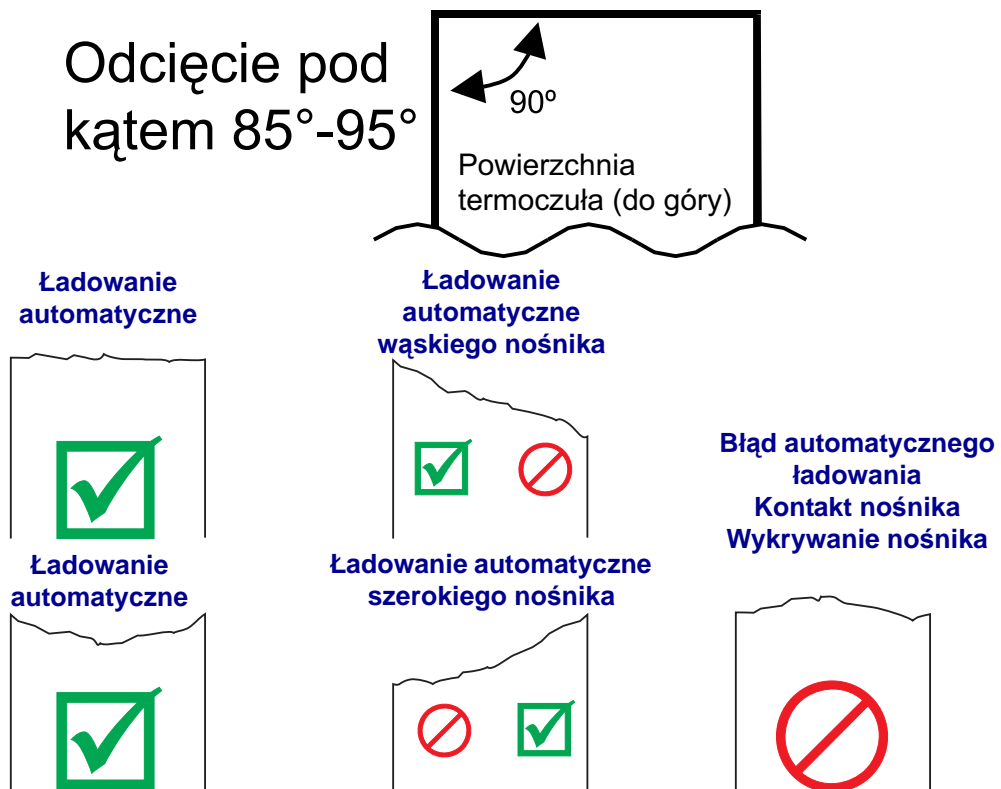 Odcięcie pod
kątem 85°-95°
90º
Powierzchnia
termoczuła (do góry)
Ładowanie
automatyczne
Ładowanie
automatyczne
wąskiego nośnika
Błąd automatycznego
ładowania
Kontakt nośnika
Wykrywanie nośnika
Ładowanie
automatyczne
Ładowanie automatyczne
szerokiego nośnika